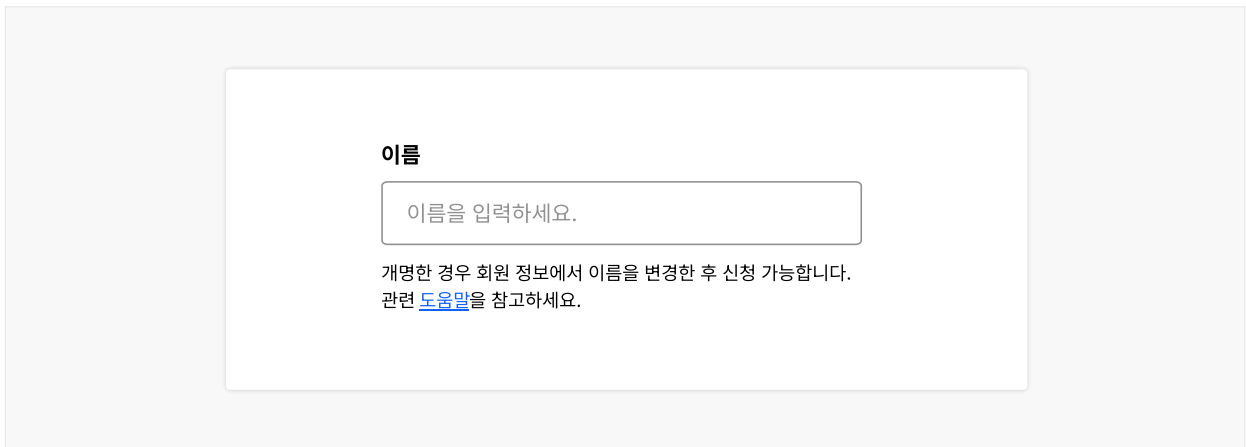 이름
이름을 입력하세요.
개명한 경우 회원 정보에서 이름을 변경한 후 신청 가능합니다.
관련 도움말을 참고하세요.